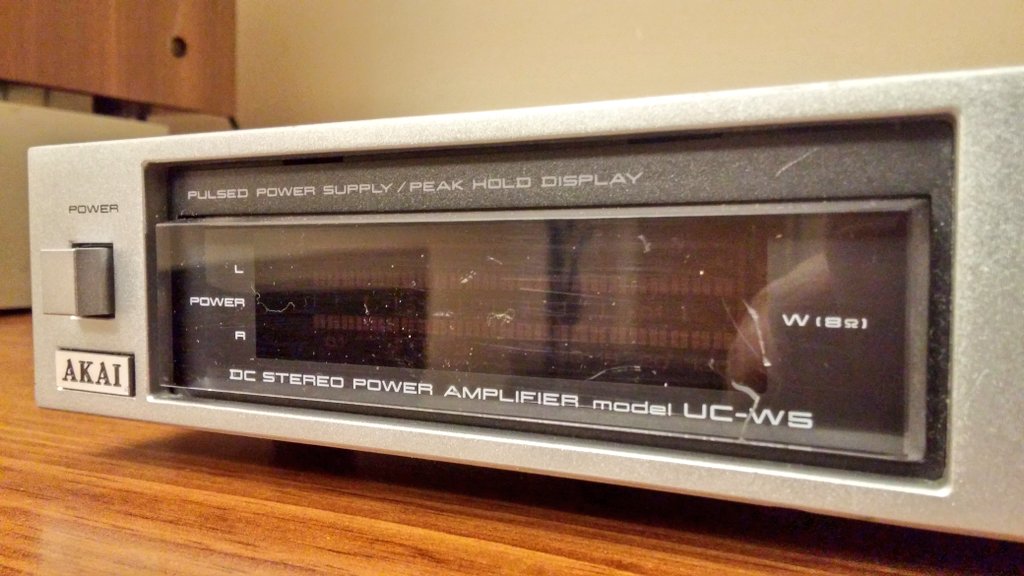 PULSED POWER SUPPLY/PEAK HOLD DISPLAY
POWER
L
POWER
R
W (8Ω)
AKAI
DC STEREO POWER AMPLIFIER model UC-W5